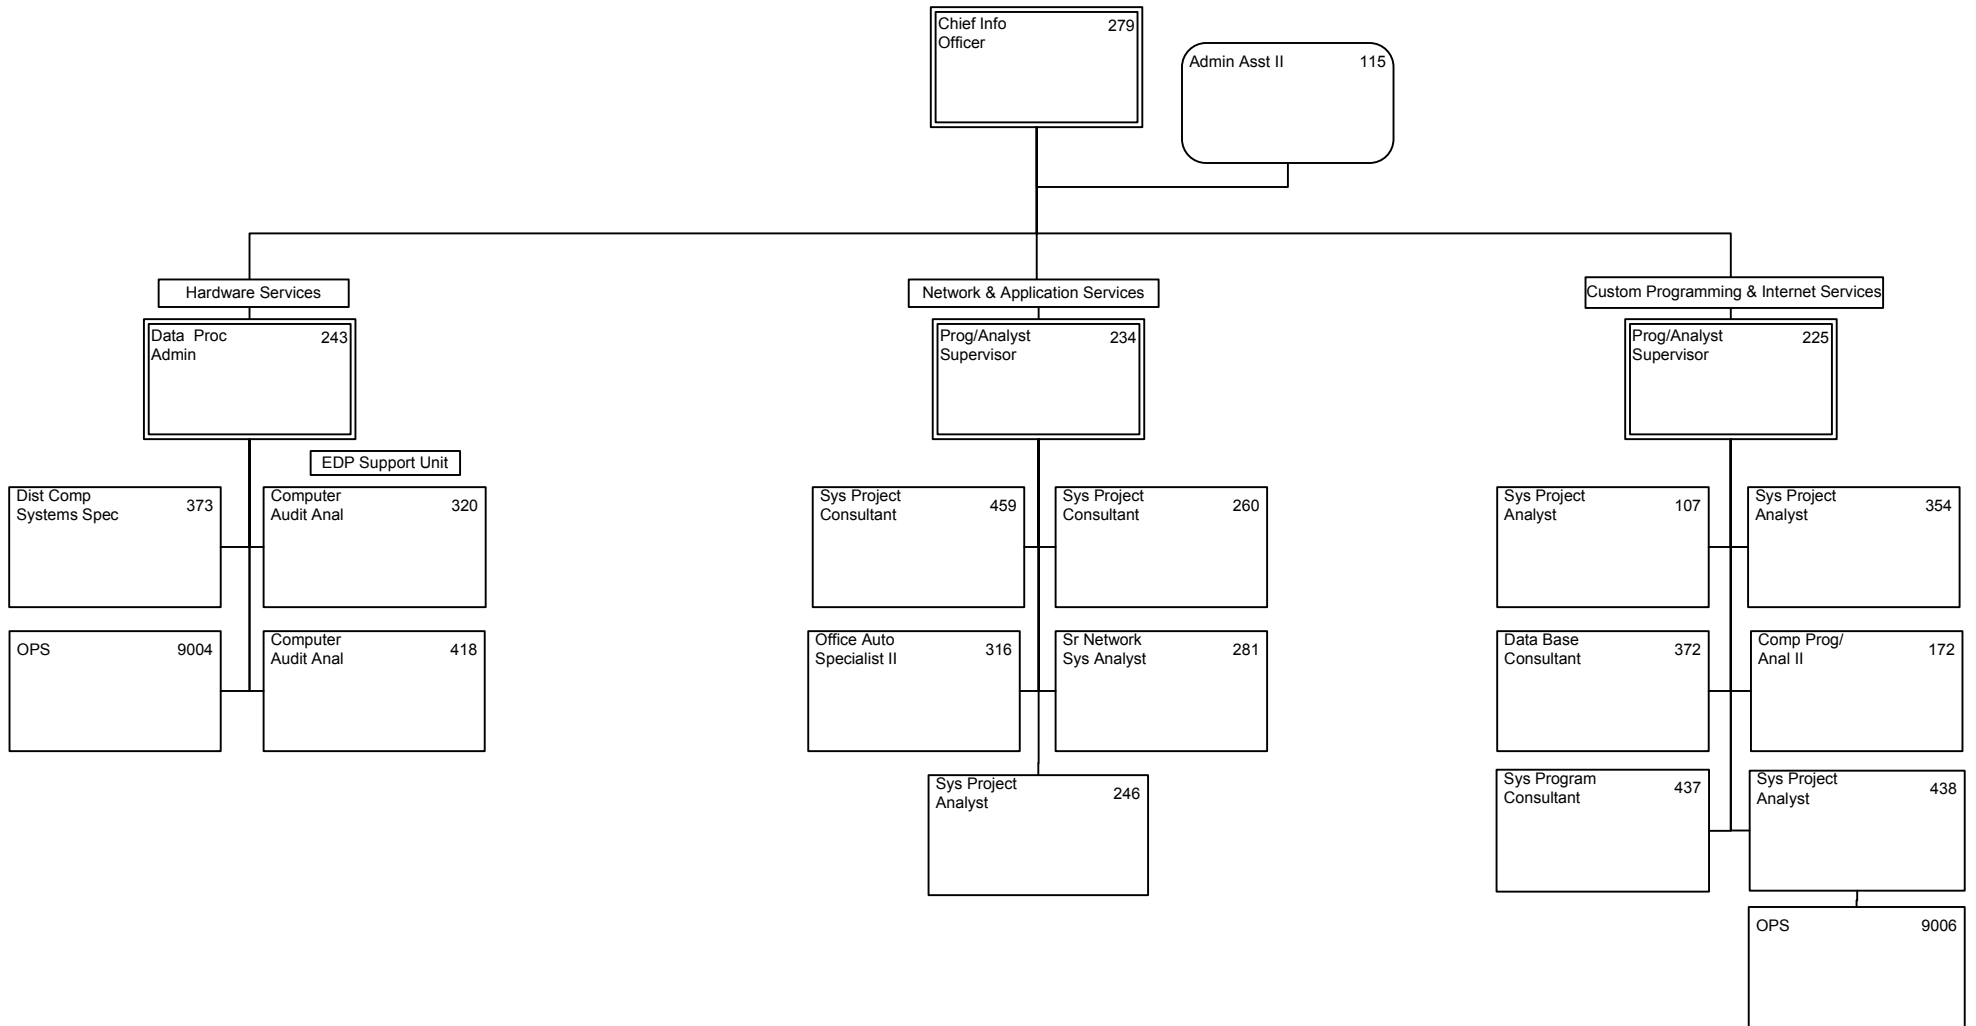 Chief Info 279
Officer
Admin Asst II 115
Hardware Services
Network & Application Services
Custom Programming & Internet Services
Data Proc 243
Admin
Prog/Analyst 234
Supervisor
Prog/Analyst 225
Supervisor
EDP Support Unit
Dist Comp 373
Systems Spec
Computer 320
Audit Anal
Sys Project 459
Consultant
Sys Project 260
Consultant
Sys Project 107
Analyst
Sys Project 354
Analyst
OPS 9004
Computer 418
Audit Anal
Office Auto 316
Specialist II
Sr Network 281
Sys Analyst
Data Base 372
Consultant
Comp Prog/ 172
Anal II
Sys Project 246
Analyst
Sys Program 437
Consultant
Sys Project 438
Analyst
OPS 9006